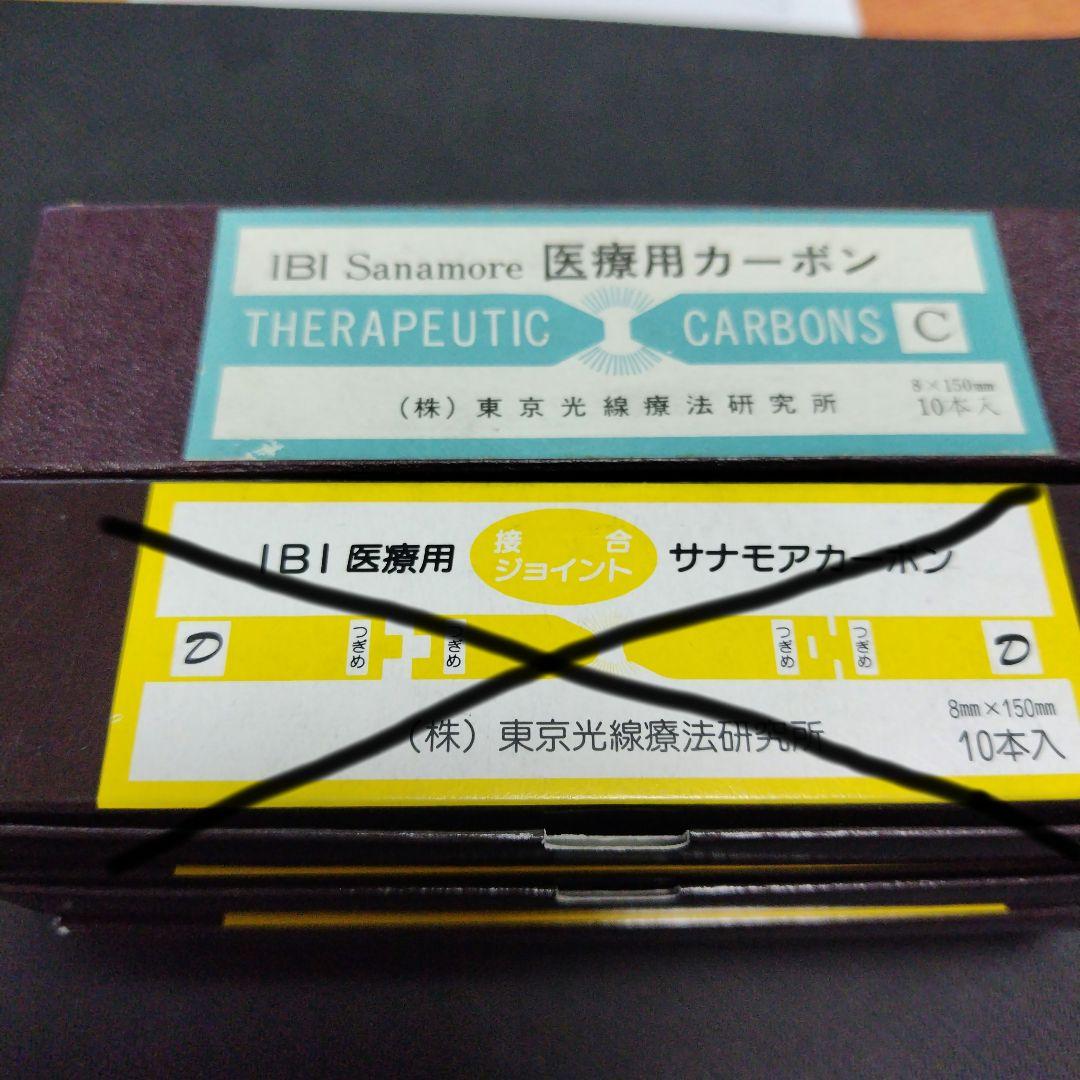 IBI Sanamore 医療用カーボン
THERAPEUTIC CARBONS C
8×150mm
(株)東京光線療法研究所 10本入
IBI 医療用 接合 サナモアカーボン
ジョイント
D つぎめ つぎめ つぎめ つぎめ D
8mm×150mm
(株)東京光線療法研究所 10本入